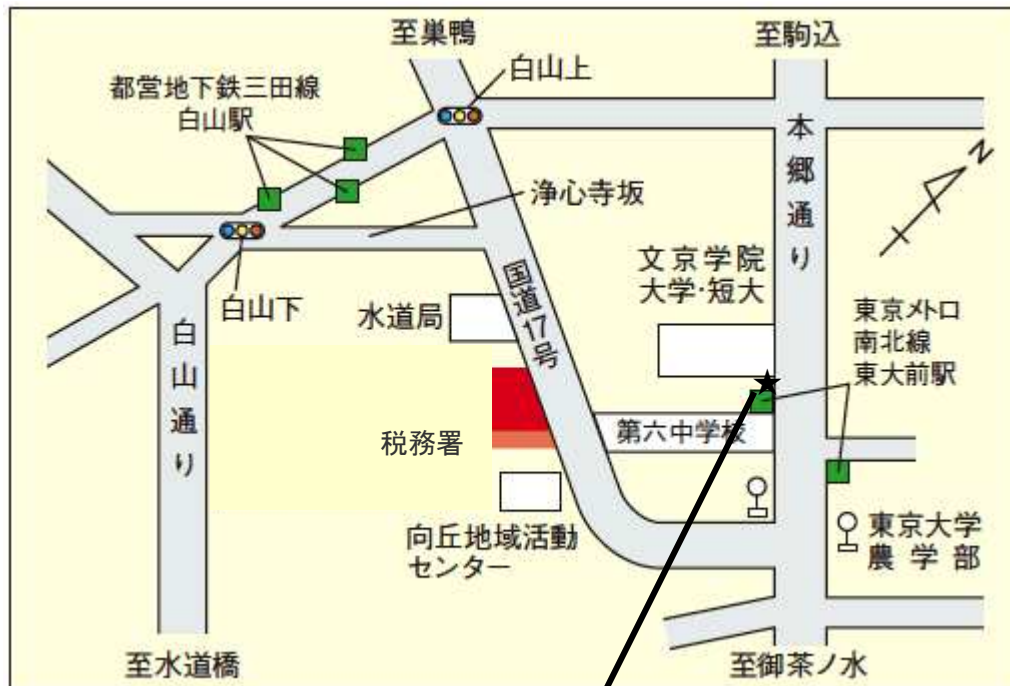 至巣鴨
至駒込
白山上
都営地下鉄三田線
白山駅
本郷通り
N
浄心寺坂
文京学院
大学・短大
国道17号
白山下
水道局
東京メトロ
南北線
東大前駅
白山通り
税務署
第六中学校
向丘地域活動
センター
東京大学
農学部
至水道橋
至御茶ノ水